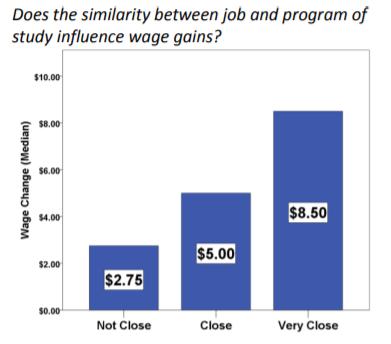 Does the similarity between job and program of
study influence wage gains?
Wage Change (Median)
$10.00
$8.00
$6.00
$4.00
$2.00
$0.00
$2.75
$5.00
$8.50
Not Close
Close
Very Close